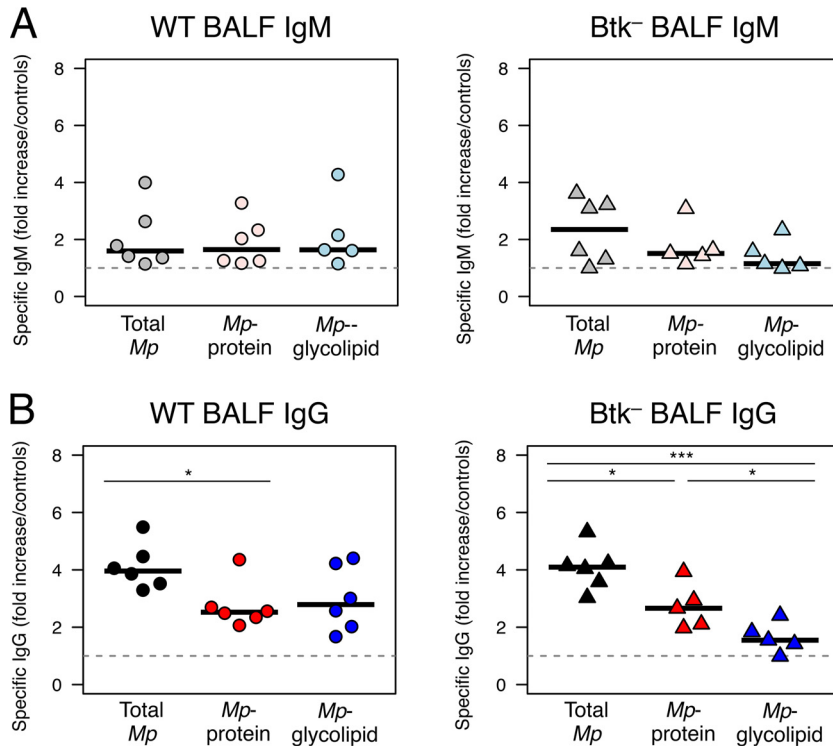 A
WT BALF IgM
Specific IgM (fold increase/controls)
8
6
4
2
0
Total
Mp
Mp-
protein
Mp--
glycolipid
Btk– BALF IgM
Specific IgM (fold increase/controls)
8
6
4
2
0
Total
Mp
Mp-
protein
Mp-
glycolipid
B
WT BALF IgG
Specific IgG (fold increase/controls)
8
6
4
2
0
*
Total
Mp
Mp-
protein
Mp-
glycolipid
Btk– BALF IgG
Specific IgG (fold increase/controls)
8
6
4
2
0
***
*
*
Total
Mp
Mp-
protein
Mp-
glycolipid